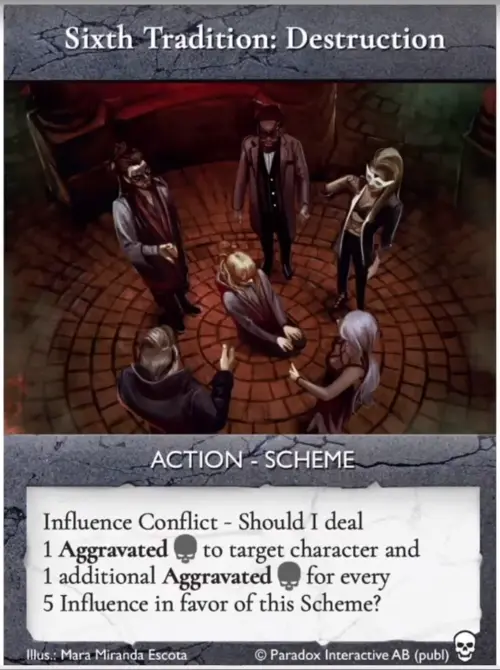 Sixth Tradition: Destruction
ACTION - SCHEME
Influence Conflict - Should I deal
1 Aggravated to target character and
1 additional Aggravated for every
5 Influence in favor of this Scheme?
Illus.: Mara Miranda Escota © Paradox Interactive AB (publ)